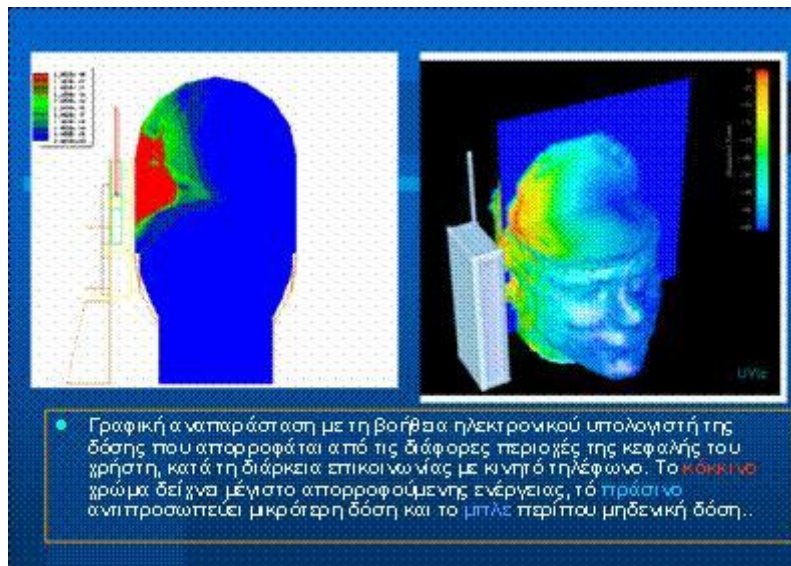 UVic
Γραφική αναπαράσταση με τη βοήθεια ηλεκτρονικού υπολογιστή της
δόσης που απορροφάται από τις διάφορες περιοχές της κεφαλής του
χρήστη, κατά τη διάρκεια επικοινωνίας με κινητό τηλέφωνο. Το κόκκινο
χρώμα δείχνει μέγιστο απορροφούμενης ενέργειας, τό πράσινο
αντιπροσωπεύει μικρότερη δόση και το μπλε περίπου μηδενική δόση..